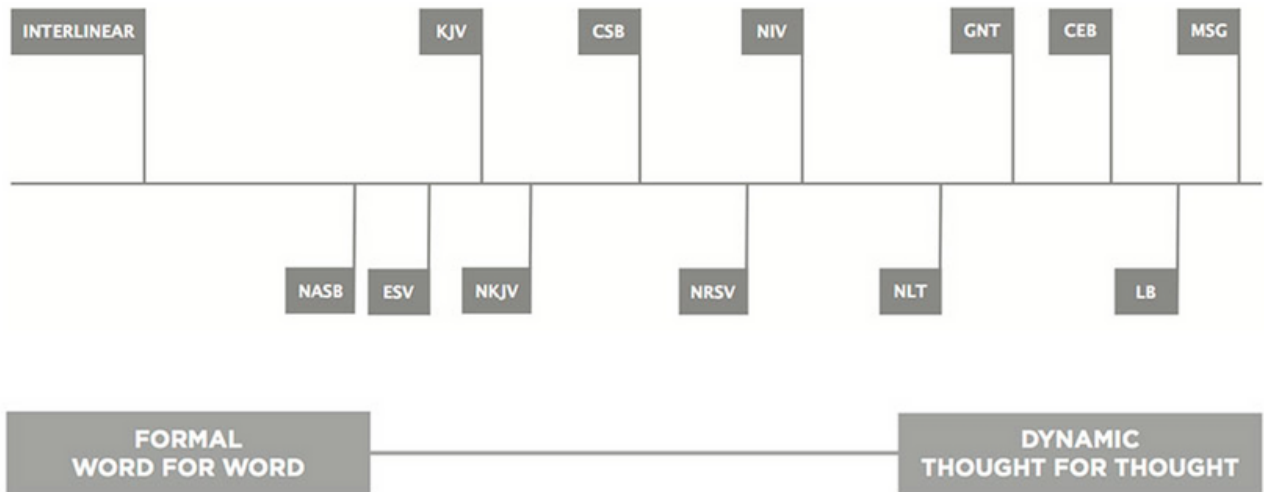 INTERLINEAR KJV CSB NIV GNT CEB MSG
NASB ESV NKJV NRSV NLT LB
FORMAL
WORD FOR WORD
DYNAMIC
THOUGHT FOR THOUGHT